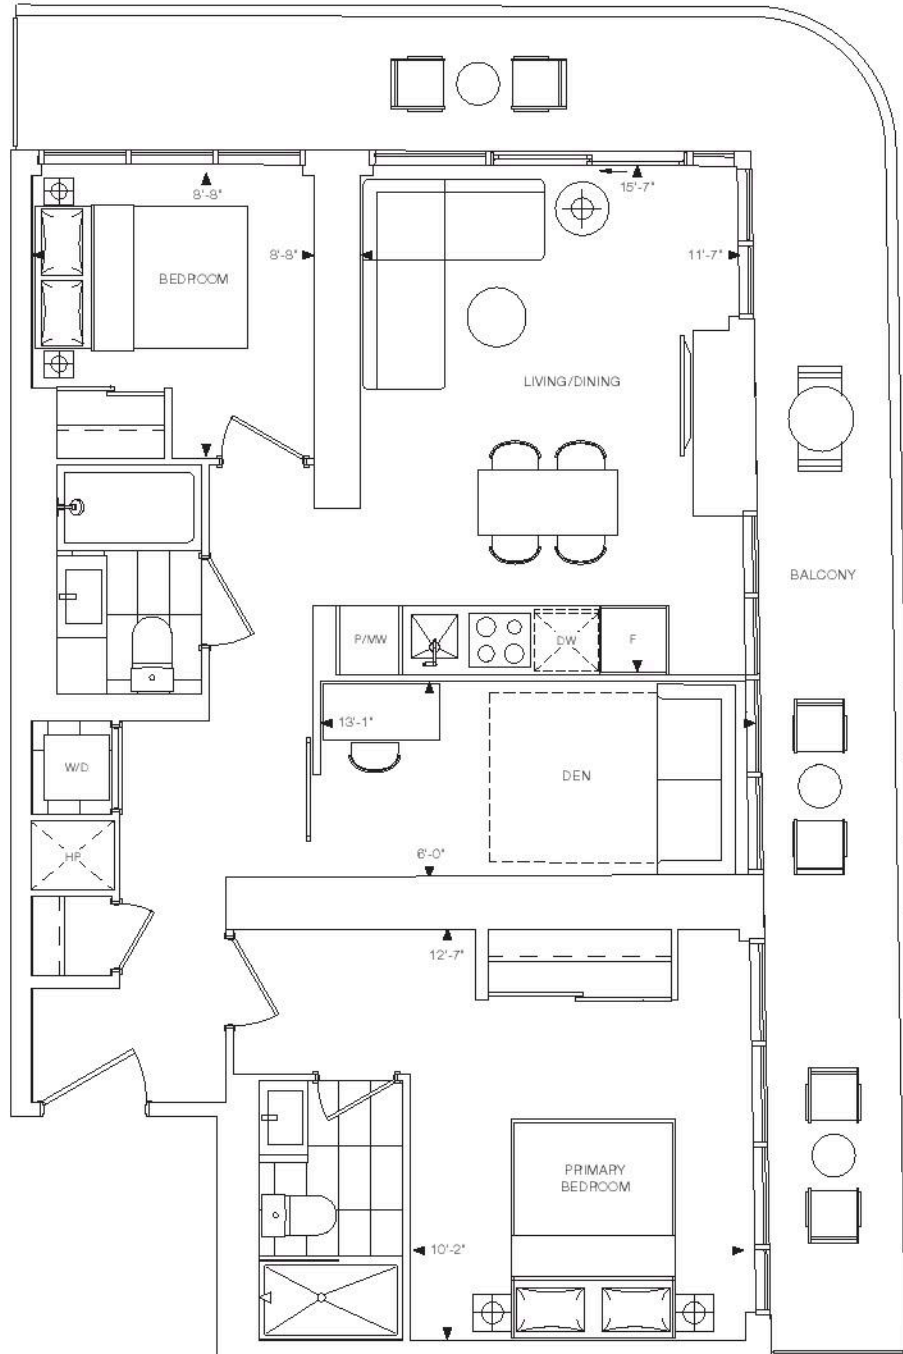 8'-8"
15'-7"
8'-8"
11'-7"
BEDROOM
LIVING/DINING
BALCONY
P/MW
DW
F
13'-1"
W/D
DEN
HP
6'-0"
12'-7"
PRIMARY
BEDROOM
10'-2"